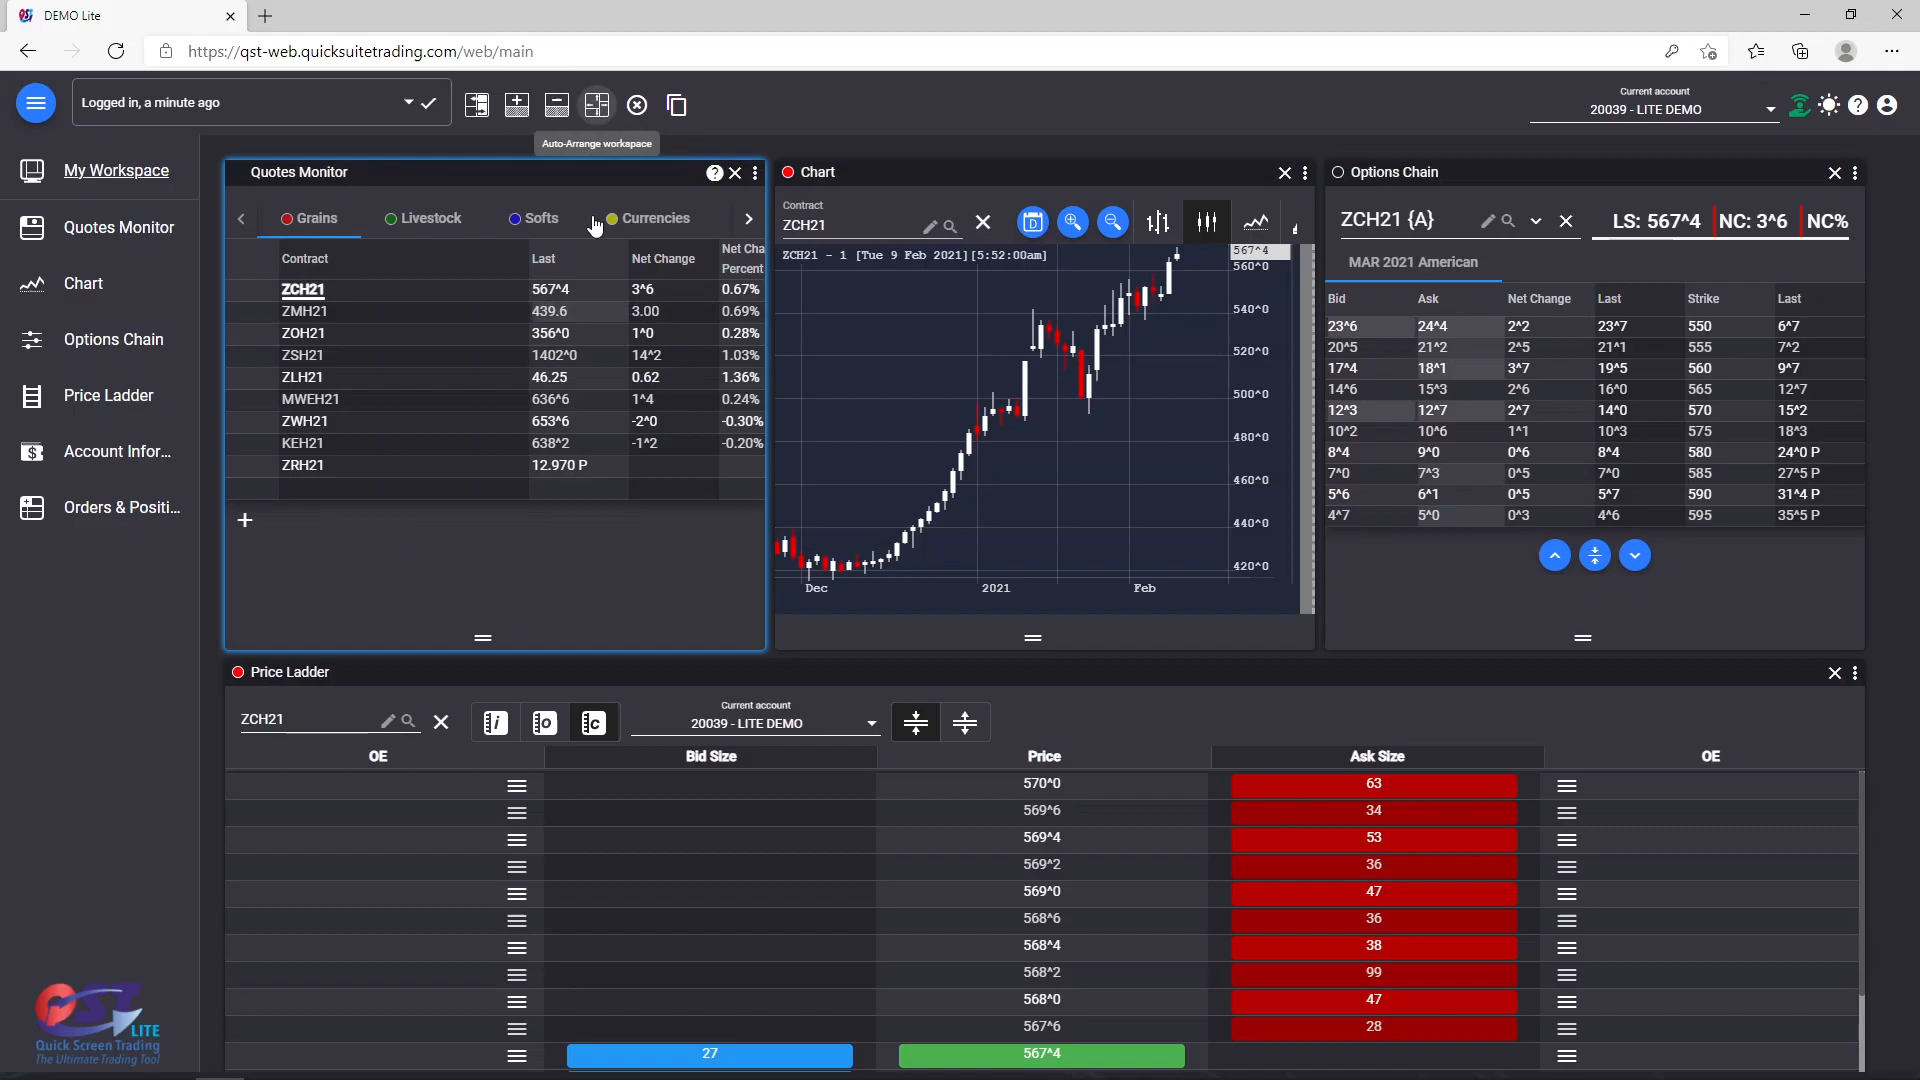 DEMO Lite
https://qst-web.quicksuitetrading.com/web/main
Logged in, a minute ago
Current account
20039 - LITE DEMO
Auto-Arrange workspace
My Workspace
Quotes Monitor
Chart
Options Chain
Price Ladder
Account Infor...
Orders & Positi...
QST LITE
Quick Screen Trading
The Ultimate Trading Tool
Quotes Monitor
Grains Livestock Softs Currencies
Contract Last Net Change Net Cha
Percent
ZCH21 567^4 3^6 0.67%
ZMH21 439.6 3.00 0.69%
ZOH21 356^0 1^0 0.28%
ZSH21 1402^0 14^2 1.03%
ZLH21 46.25 0.62 1.36%
MWEH21 636^6 1^4 0.24%
ZWH21 653^6 -2^0 -0.30%
KEH21 638^2 -1^2 -0.20%
ZRH21 12.970 P
Chart
Contract
ZCH21
D
ZCH21 - 1 [Tue 9 Feb 2021][5:52:00am]
567^4
560^0
540^0
520^0
500^0
480^0
460^0
440^0
420^0
Dec 2021 Feb
Options Chain
ZCH21 {A} LS: 567^4 NC: 3^6 NC%
MAR 2021 American
Bid Ask Net Change Last Strike Last
23^6 24^4 2^2 23^7 550 6^7
20^5 21^2 2^5 21^1 555 7^2
17^4 18^1 3^7 19^5 560 9^7
14^6 15^3 2^6 16^0 565 12^7
12^3 12^7 2^7 14^0 570 15^2
10^2 10^6 1^1 10^3 575 18^3
8^4 9^0 0^6 8^4 580 24^0 P
7^0 7^3 0^5 7^0 585 27^5 P
5^6 6^1 0^5 5^7 590 31^4 P
4^7 5^0 0^3 4^6 595 35^5 P
Price Ladder
ZCH21 i o c
Current account
20039 - LITE DEMO
OE Bid Size Price Ask Size OE
570^0 63
569^6 34
569^4 53
569^2 36
569^0 47
568^6 36
568^4 38
568^2 99
568^0 47
567^6 28
27 567^4